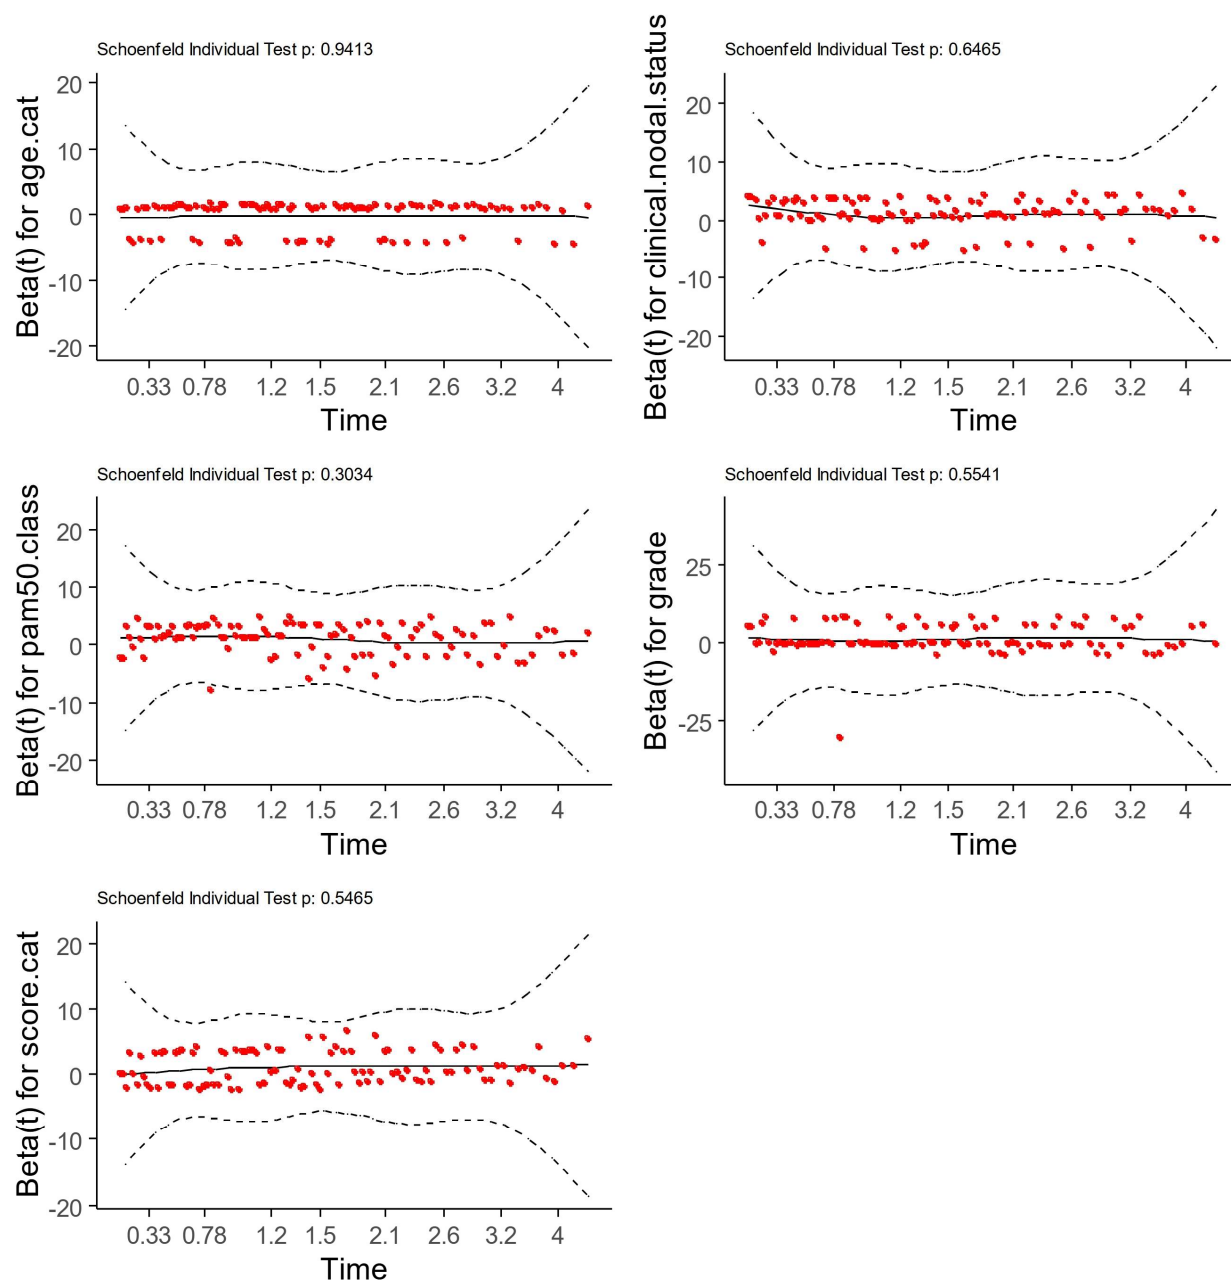 Schoenfeld Individual Test p: 0.9413
Beta(t) for age.cat
20
10
0
-10
-20
0.33 0.78 1.2 1.5 2.1 2.6 3.2 4
Time
Schoenfeld Individual Test p: 0.6465
Beta(t) for clinical.nodal.status
20
10
0
-10
-20
0.33 0.78 1.2 1.5 2.1 2.6 3.2 4
Time
Schoenfeld Individual Test p: 0.3034
Beta(t) for pam50.class
20
10
0
-10
-20
0.33 0.78 1.2 1.5 2.1 2.6 3.2 4
Time
Schoenfeld Individual Test p: 0.5541
Beta(t) for grade
25
0
-25
0.33 0.78 1.2 1.5 2.1 2.6 3.2 4
Time
Schoenfeld Individual Test p: 0.5465
Beta(t) for score.cat
20
10
0
-10
-20
0.33 0.78 1.2 1.5 2.1 2.6 3.2 4
Time